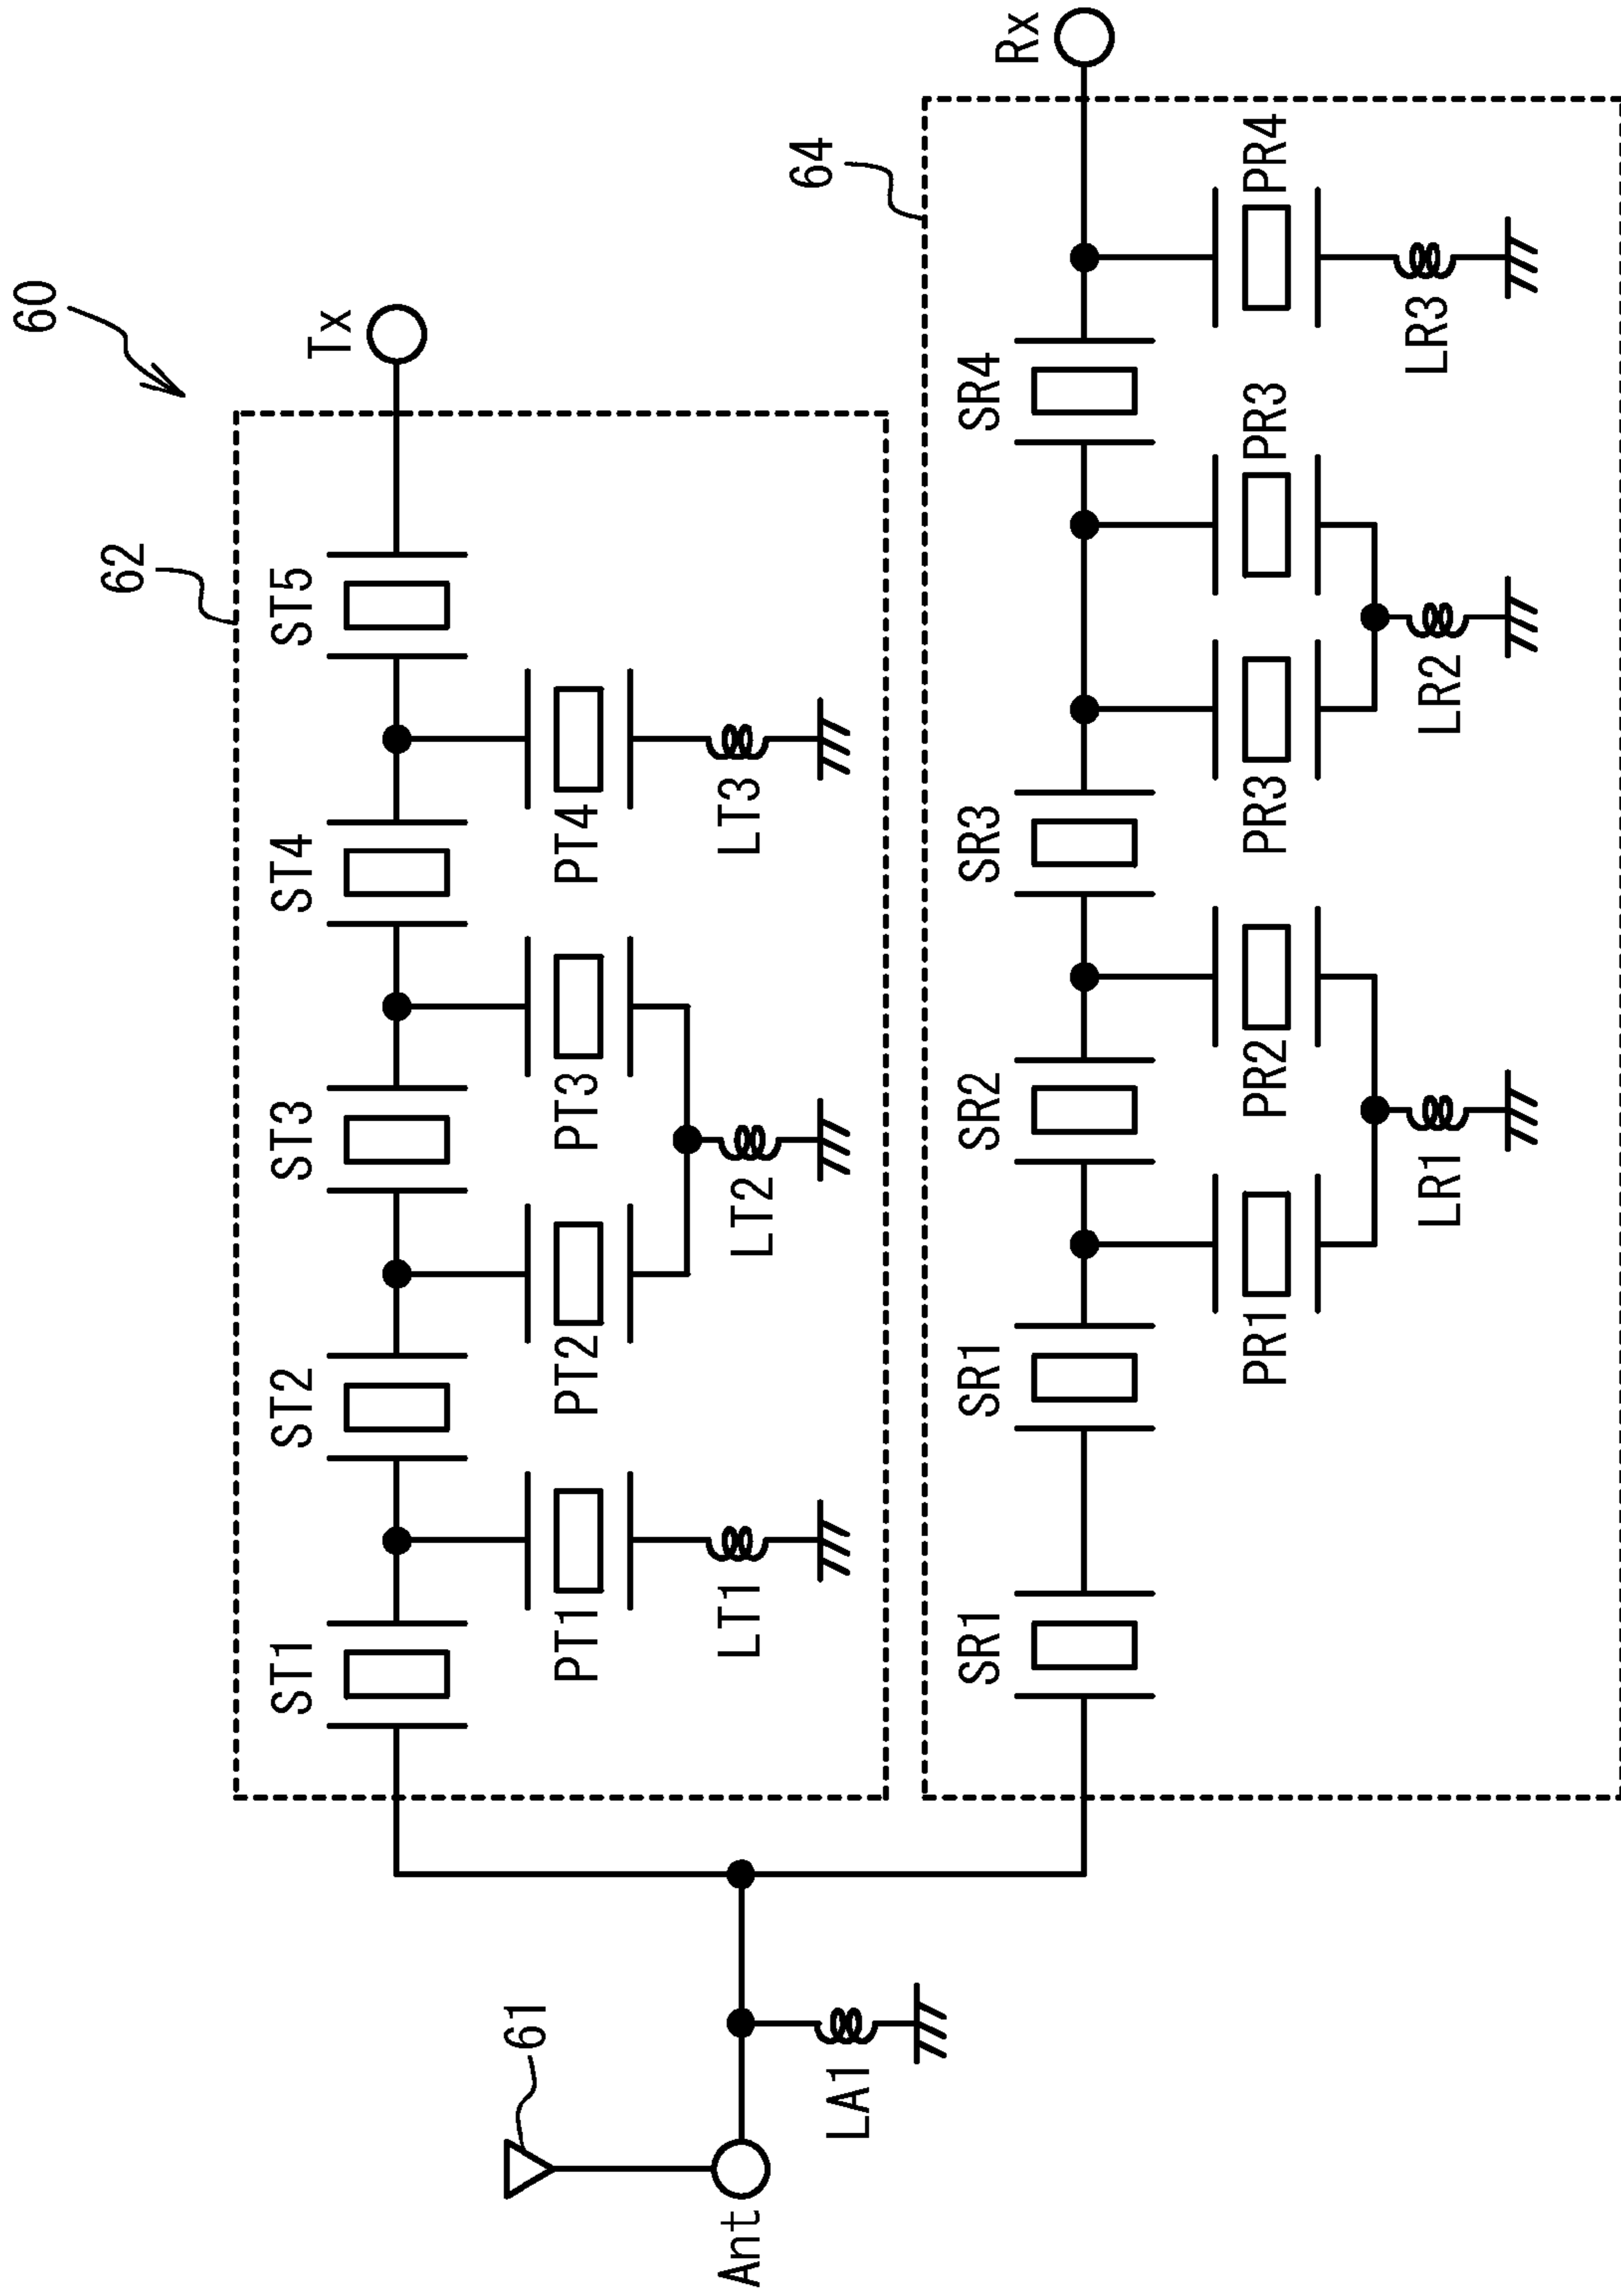 60
62
Tx
ST1
ST2
ST3
ST4
ST5
PT1
PT2
PT3
PT4
LT1
LT2
LT3
61
Ant
LA1
64
Rx
SR1
SR1
SR2
SR3
SR4
PR1
PR2
PR3
PR3
PR4
LR1
LR2
LR3